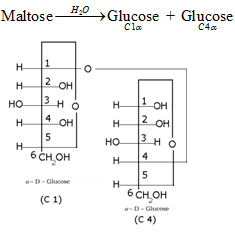 Maltose H₂O Glucose + Glucose
C1α C4α
H 1 O
H 2 OH
HO 3 H O
H 4 OH
5
H
6 CH₂OH
α- D - Glucose
(C 1)
H 1 OH
H 2 OH
HO 3 H O
H 4
5
H
6 CH₂OH
α- D - Glucose
(C 4)